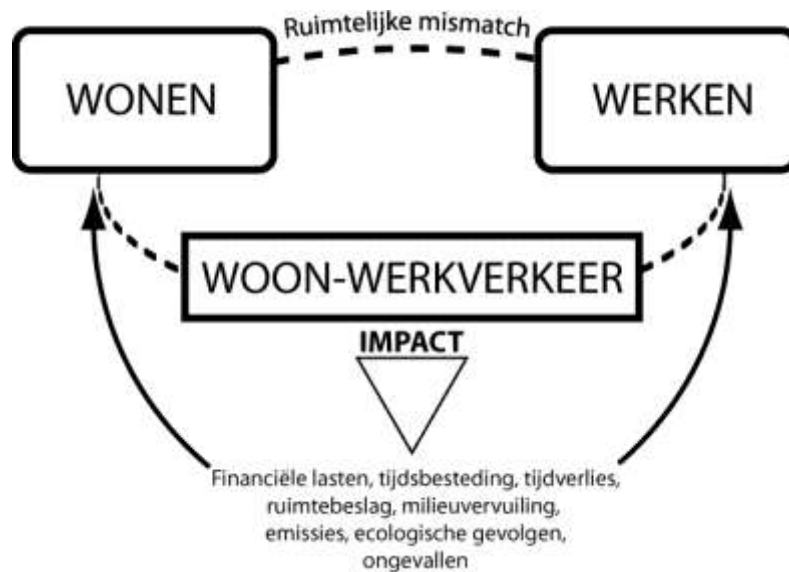 Ruimtelijke mismatch
WONEN
WERKEN
WOON-WERKVERKEER
IMPACT
Financiële lasten, tijdsbesteding, tijdverlies,
ruimtebeslag, milieuvervuiling,
emissies, ecologische gevolgen,
ongevallen